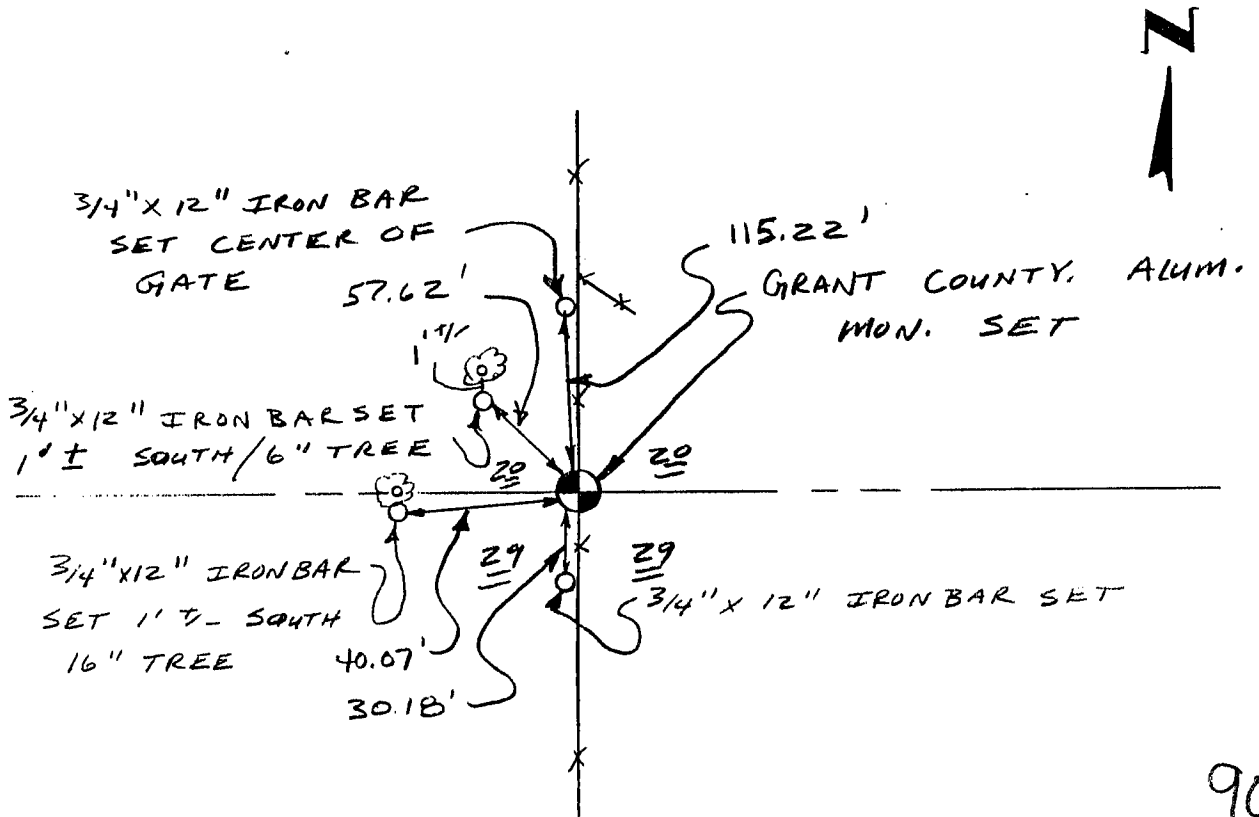 N
3/4" X 12" IRON BAR
SET CENTER OF
GATE
57.62'
115.22'
GRANT COUNTY. ALUM.
MON. SET
1' +/-
3/4" X 12" IRON BAR SET
1' ± SOUTH/6" TREE
20
20
29
29
3/4" X 12" IRON BAR
SET 1' +/- SOUTH
16" TREE
3/4" X 12" IRON BAR SET
40.07'
30.18'